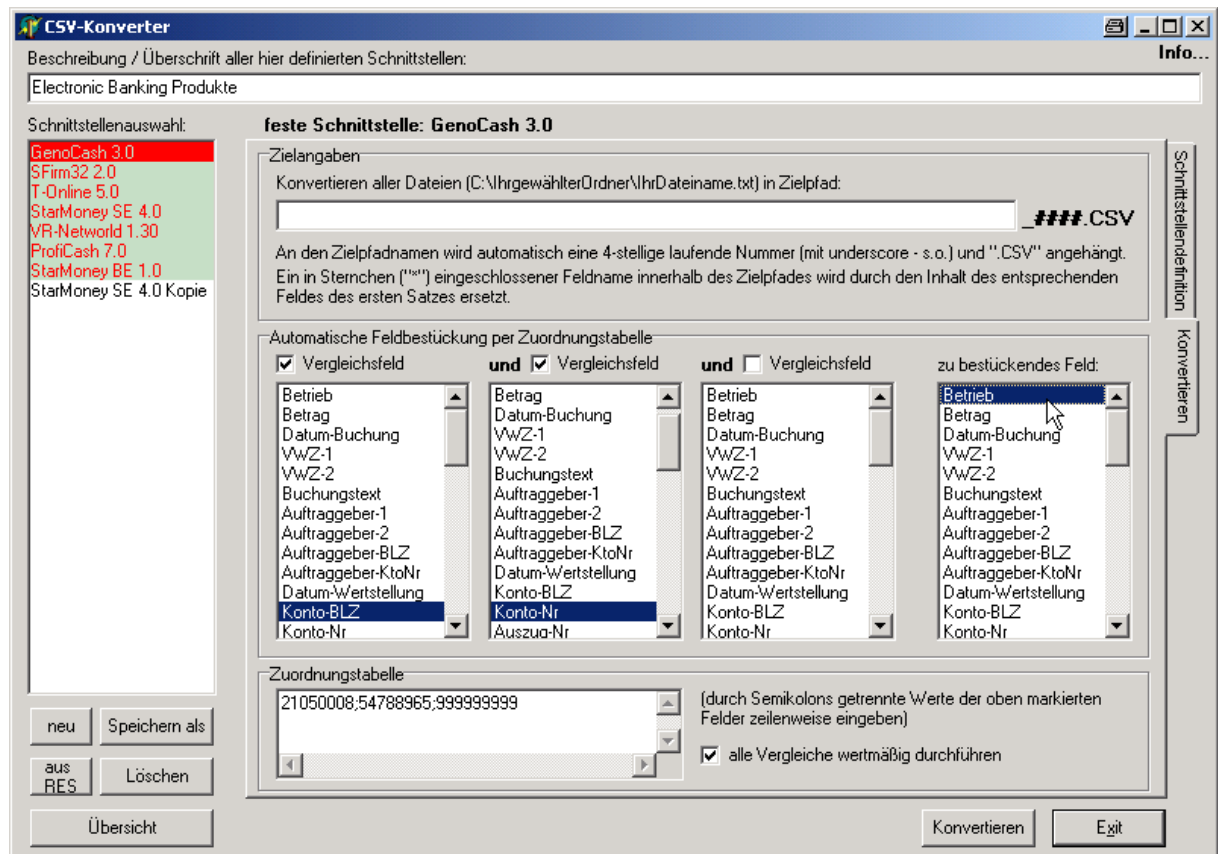 CSV-Konverter
Info...
Beschreibung / Überschrift aller hier definierten Schnittstellen:
Electronic Banking Produkte
Schnittstellenauswahl:
GenoCash 3.0
SFirm32 2.0
T-Online 5.0
StarMoney SE 4.0
VR-Networld 1.30
ProfiCash 7.0
StarMoney BE 1.0
StarMoney SE 4.0 Kopie
neu
Speichern als
aus
RES
Löschen
Übersicht
feste Schnittstelle: GenoCash 3.0
Schnittstellendefinition
Konvertieren
Zielangaben
Konvertieren aller Dateien (C:\IhrgewählterOrdner\IhrDateiname.txt) in Zielpfad:
_####.CSV
An den Zielpfadnamen wird automatisch eine 4-stellige laufende Nummer (mit underscore - s.o.) und ".CSV" angehängt.
Ein in Sternchen ("*") eingeschlossener Feldname innerhalb des Zielpfades wird durch den Inhalt des entsprechenden
Feldes des ersten Satzes ersetzt.
Automatische Feldbestückung per Zuordnungstabelle
Vergleichsfeld
Betrieb
Betrag
Datum-Buchung
VWZ-1
VWZ-2
Buchungstext
Auftraggeber-1
Auftraggeber-2
Auftraggeber-BLZ
Auftraggeber-KtoNr
Datum-Wertstellung
Konto-BLZ
Konto-Nr
und Vergleichsfeld
Betrag
Datum-Buchung
VWZ-1
VWZ-2
Buchungstext
Auftraggeber-1
Auftraggeber-2
Auftraggeber-BLZ
Auftraggeber-KtoNr
Datum-Wertstellung
Konto-BLZ
Konto-Nr
Auszug-Nr
und Vergleichsfeld
Betrieb
Betrag
Datum-Buchung
VWZ-1
VWZ-2
Buchungstext
Auftraggeber-1
Auftraggeber-2
Auftraggeber-BLZ
Auftraggeber-KtoNr
Datum-Wertstellung
Konto-BLZ
Konto-Nr
zu bestückendes Feld:
Betrieb
Betrag
Datum-Buchung
VWZ-1
VWZ-2
Buchungstext
Auftraggeber-1
Auftraggeber-2
Auftraggeber-BLZ
Auftraggeber-KtoNr
Datum-Wertstellung
Konto-BLZ
Konto-Nr
Zuordnungstabelle
21050008;54788965;999999999
(durch Semikolons getrennte Werte der oben markierten
Felder zeilenweise eingeben)
alle Vergleiche wertmäßig durchführen
Konvertieren
Exit